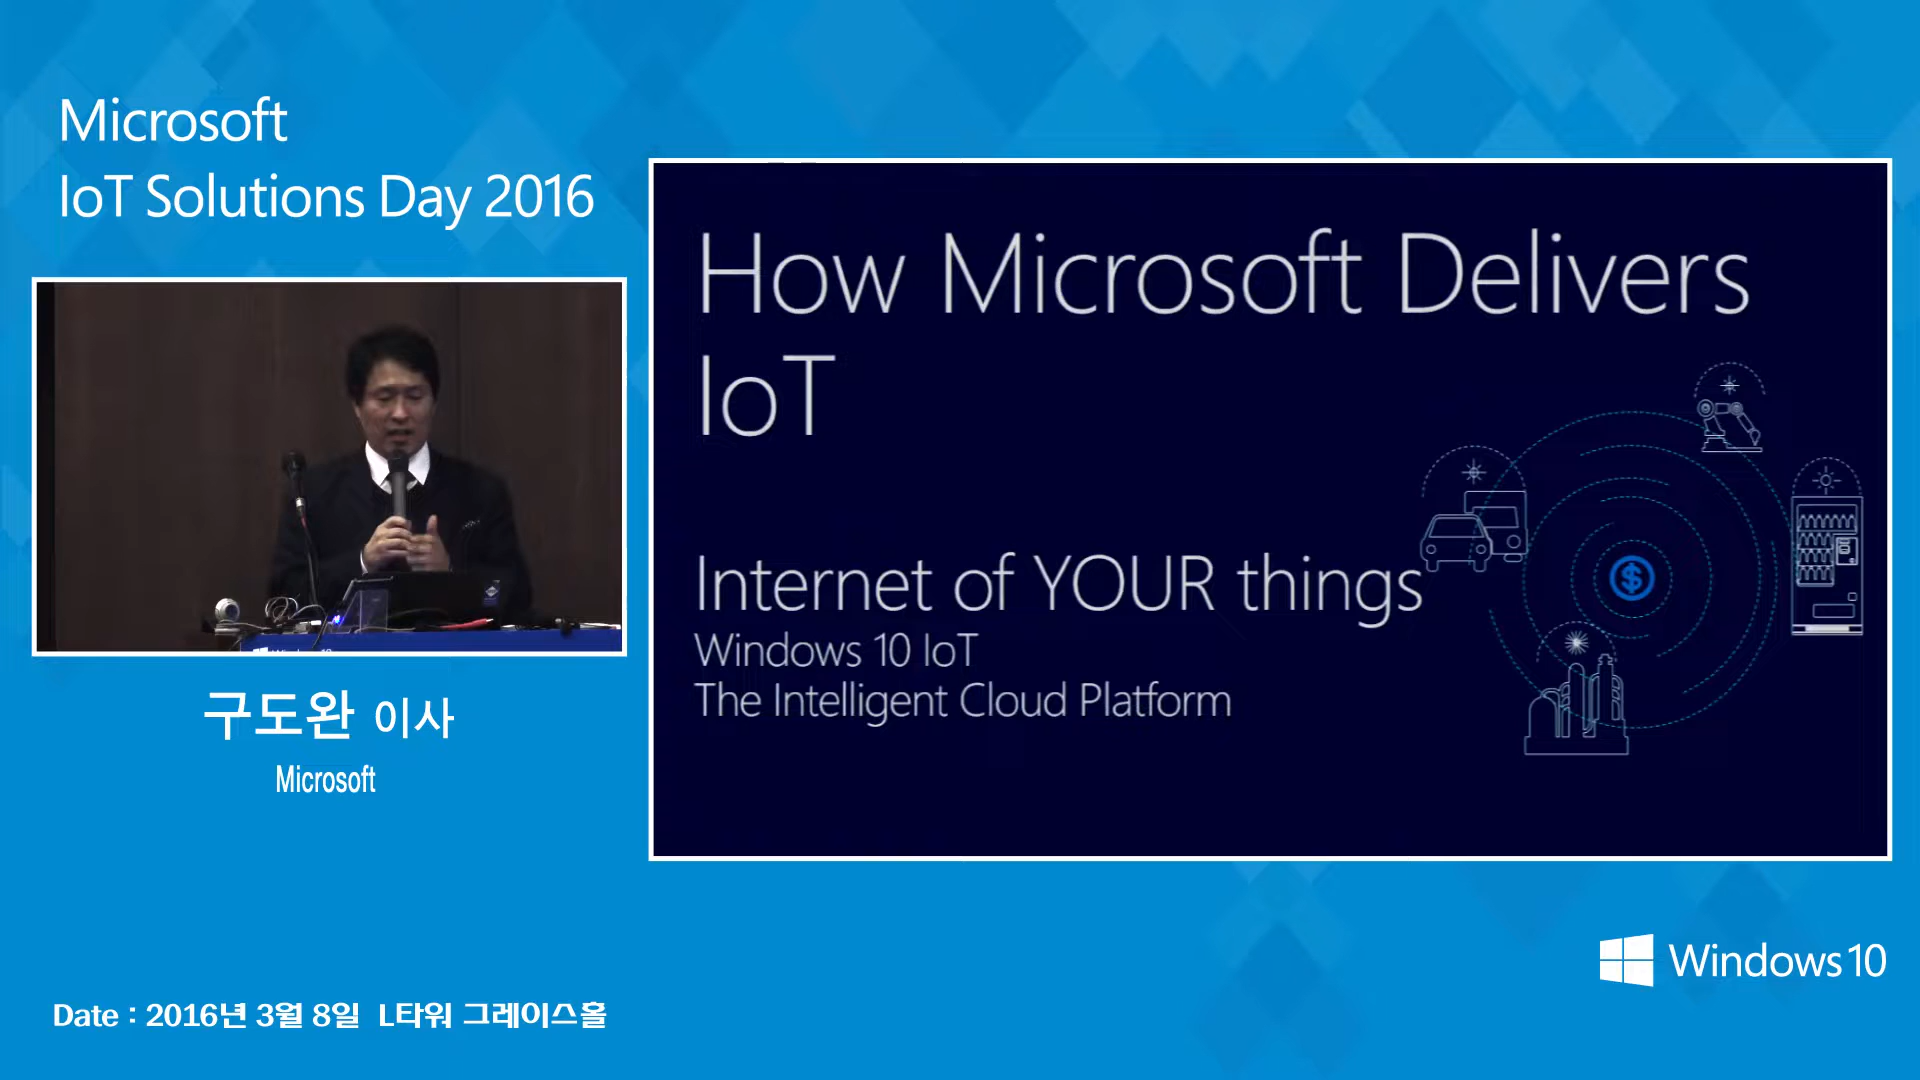 Microsoft
IoT Solutions Day 2016
How Microsoft Delivers
IoT
Internet of YOUR things
Windows 10 IoT
The Intelligent Cloud Platform
구도완 이사
Microsoft
Windows 10
Date : 2016년 3월 8일 L타워 그레이스홀